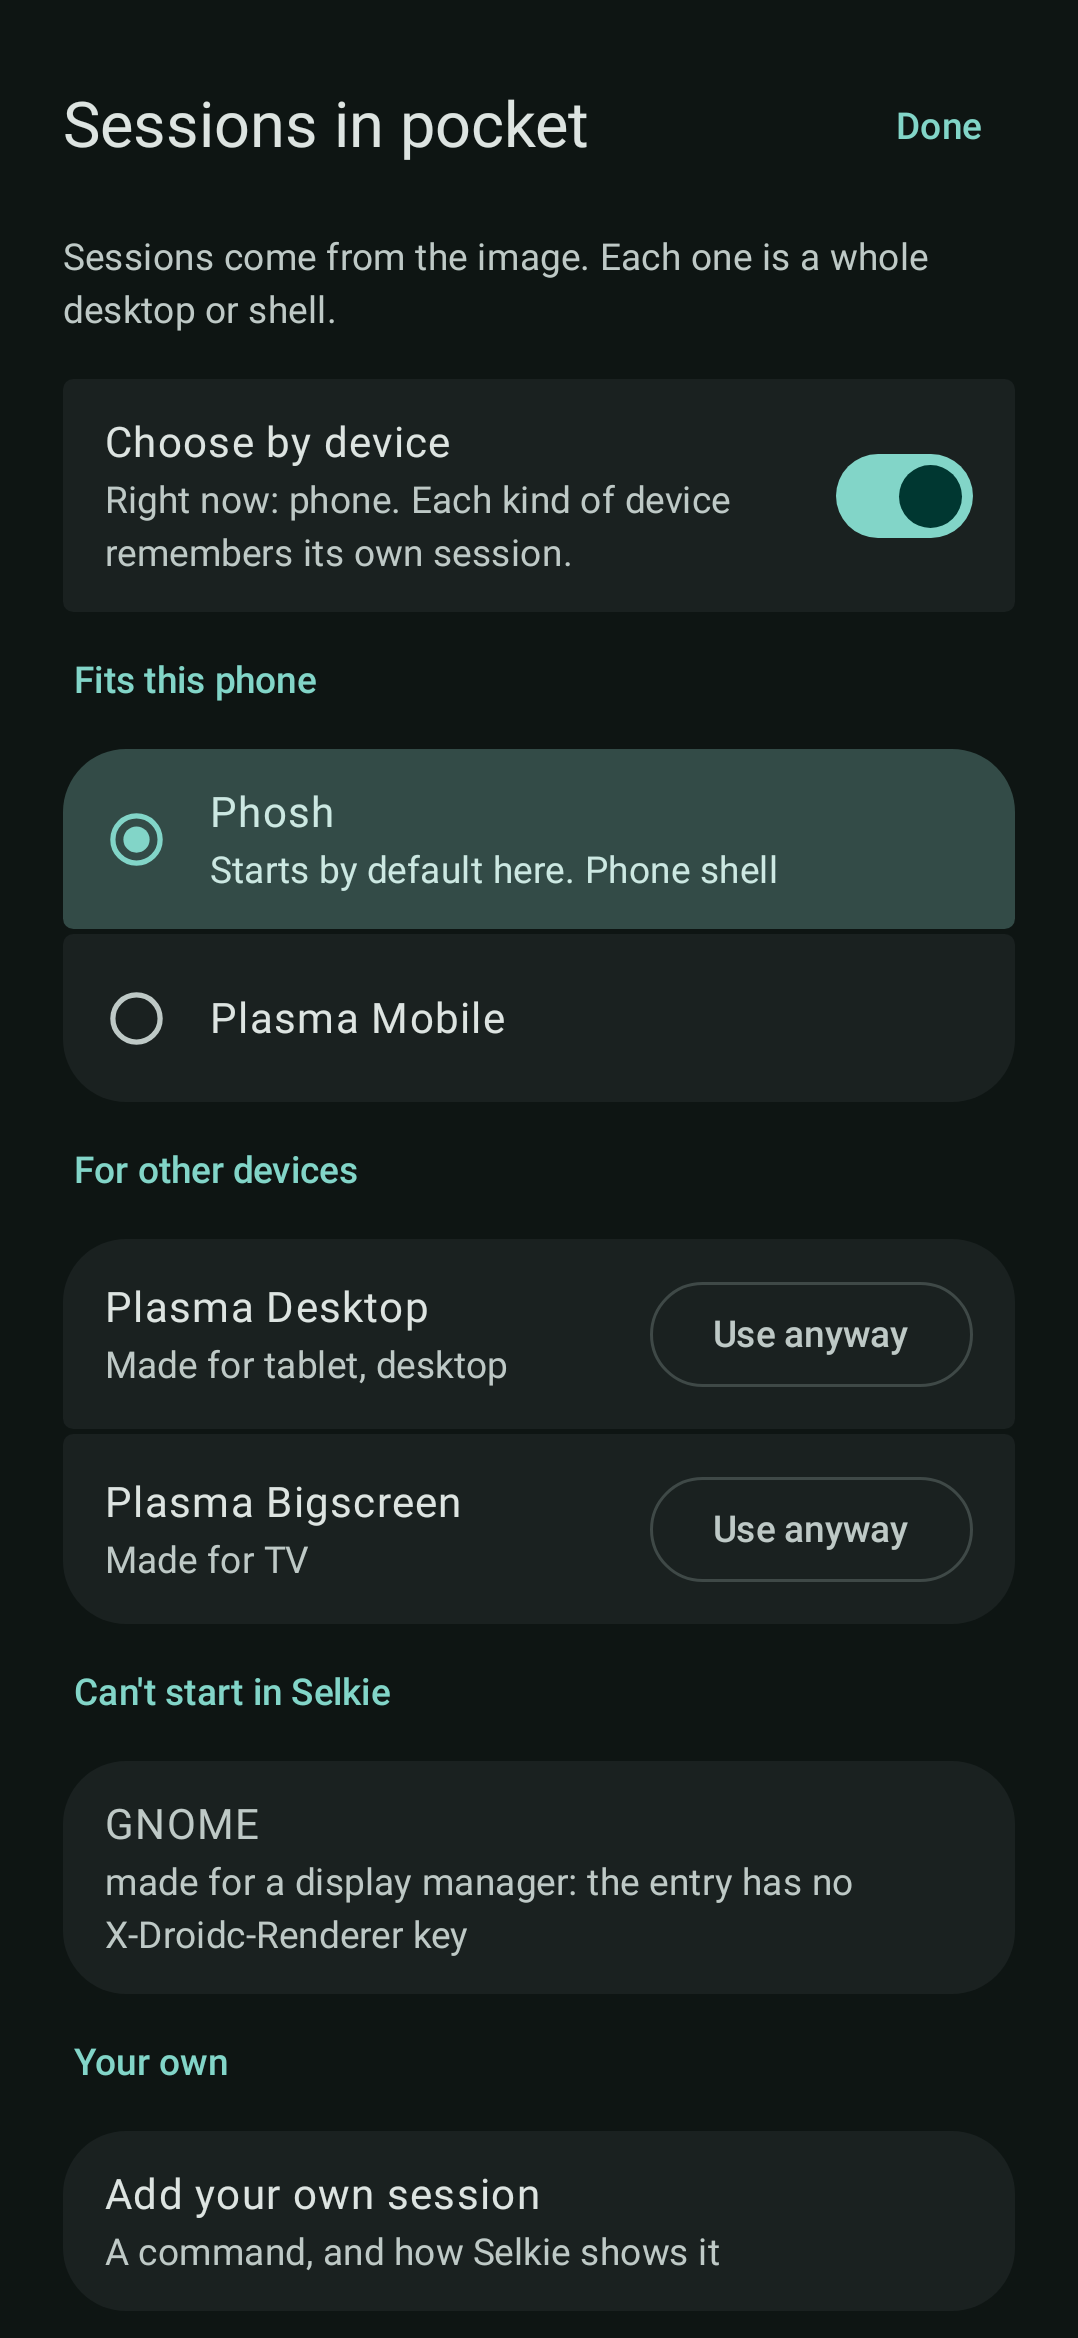 Sessions in pocket
Done
Sessions come from the image. Each one is a whole
desktop or shell.
Choose by device
Right now: phone. Each kind of device
remembers its own session.
Fits this phone
Phosh
Starts by default here. Phone shell
Plasma Mobile
For other devices
Plasma Desktop
Made for tablet, desktop
Use anyway
Plasma Bigscreen
Made for TV
Use anyway
Can't start in Selkie
GNOME
made for a display manager: the entry has no
X-Droidc-Renderer key
Your own
Add your own session
A command, and how Selkie shows it